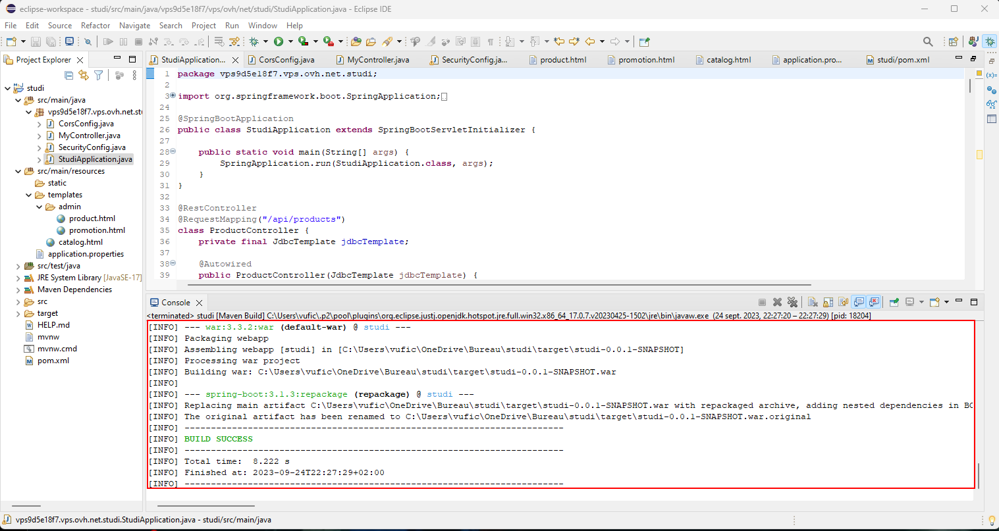 eclipse-workspace - studi/src/main/java/vps9d5e18f7/vps/ovh/net/studi/StudiApplication.java - Eclipse IDE
File Edit Source Refactor Navigate Search Project Run Window Help
Project Explorer
studi
src/main/java
vps9d5e18f7.vps.ovh.net.st
CorsConfig.java
MyController.java
SecurityConfig.java
StudiApplication.java
src/main/resources
static
templates
admin
product.html
promotion.html
catalog.html
application.properties
src/test/java
JRE System Library [JavaSE-17]
Maven Dependencies
src
target
HELP.md
mvnw
mvnw.cmd
pom.xml
StudiApplication... CorsConfig.java MyController.java SecurityConfig.ja... product.html promotion.html catalog.html application.pro... studi/pom.xml
1 package vps9d5e18f7.vps.ovh.net.studi;
2
3 import org.springframework.boot.SpringApplication;
24
25 @SpringBootApplication
26 public class StudiApplication extends SpringBootServletInitializer {
27
28 public static void main(String[] args) {
29 SpringApplication.run(StudiApplication.class, args);
30 }
31 }
32
33 @RestController
34 @RequestMapping("/api/products")
35 class ProductController {
36 private final JdbcTemplate jdbcTemplate;
37
38 @Autowired
39 public ProductController(JdbcTemplate jdbcTemplate) {
(x)=
Console
<terminated> studi [Maven Build] C:\Users\vufic\.p2\pool\plugins\org.eclipse.justj.openjdk.hotspot.jre.full.win32.x86_64_17.0.7.v20230425-1502\jre\bin\javaw.exe (24 sept. 2023, 22:27:20 – 22:27:29) [pid: 18204]
[INFO] --- war:3.3.2:war (default-war) @ studi ---
[INFO] Packaging webapp
[INFO] Assembling webapp [studi] in [C:\Users\vufic\OneDrive\Bureau\studi\target\studi-0.0.1-SNAPSHOT]
[INFO] Processing war project
[INFO] Building war: C:\Users\vufic\OneDrive\Bureau\studi\target\studi-0.0.1-SNAPSHOT.war
[INFO]
[INFO] --- spring-boot:3.1.3:repackage (repackage) @ studi ---
[INFO] Replacing main artifact C:\Users\vufic\OneDrive\Bureau\studi\target\studi-0.0.1-SNAPSHOT.war with repackaged archive, adding nested dependencies in BO
[INFO] The original artifact has been renamed to C:\Users\vufic\OneDrive\Bureau\studi\target\studi-0.0.1-SNAPSHOT.war.original
[INFO] ------------------------------------------------------------------------
[INFO] BUILD SUCCESS
[INFO] ------------------------------------------------------------------------
[INFO] Total time:  8.222 s
[INFO] Finished at: 2023-09-24T22:27:29+02:00
[INFO] ------------------------------------------------------------------------
vps9d5e18f7.vps.ovh.net.studi.StudiApplication.java - studi/src/main/java